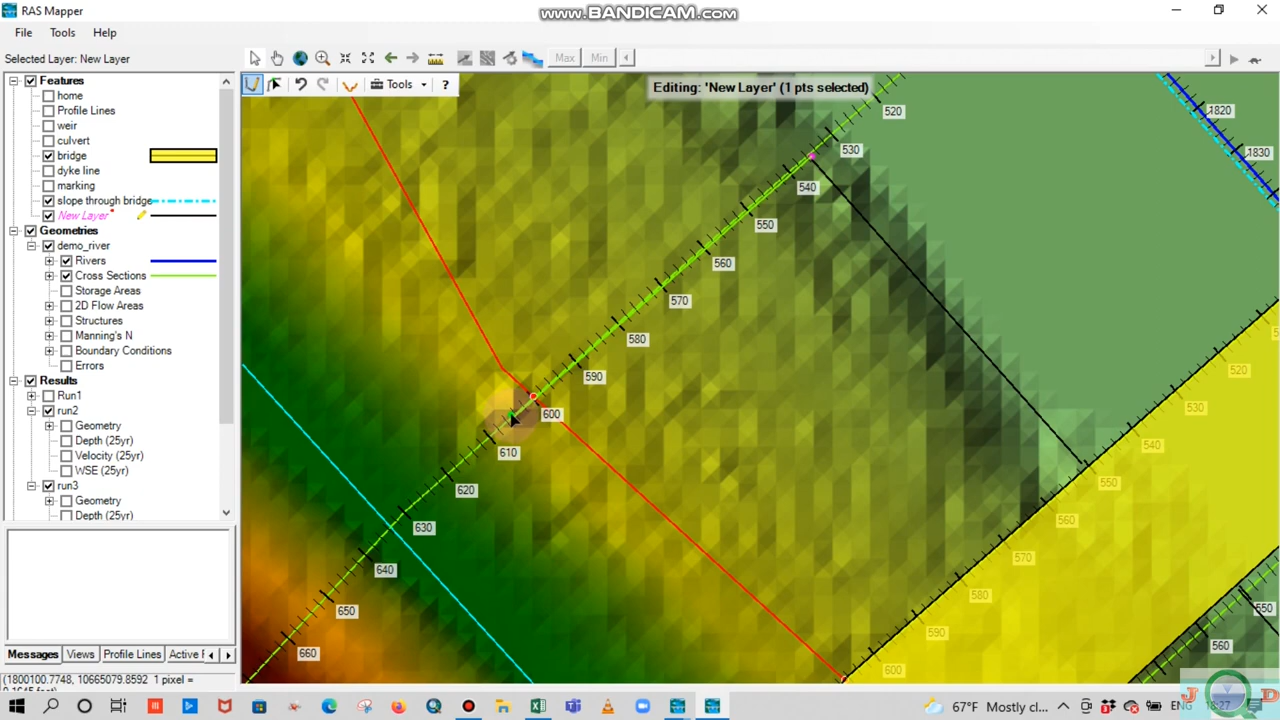 RAS Mapper
www.BANDICAM.com
File Tools Help
Selected Layer: New Layer
Max Min
Tools ?
Editing: 'New Layer' (1 pts selected)
Features
home
Profile Lines
weir
culvert
bridge
dyke line
marking
slope through bridge
New Layer *
Geometries
demo_river
Rivers
Cross Sections
Storage Areas
2D Flow Areas
Structures
Manning's N
Boundary Conditions
Errors
Results
Run1
run2
Geometry
Depth (25yr)
Velocity (25yr)
WSE (25yr)
run3
Geometry
Depth (25yr)
520
530
540
550
560
570
580
590
600
610
620
630
640
650
660
1820
1830
520
530
540
550
560
570
580
590
600
550
560
Messages Views Profile Lines Active F
(1800100.7748, 10665079.8592 1 pixel =
67°F Mostly cl...
ENG
18:27
J D